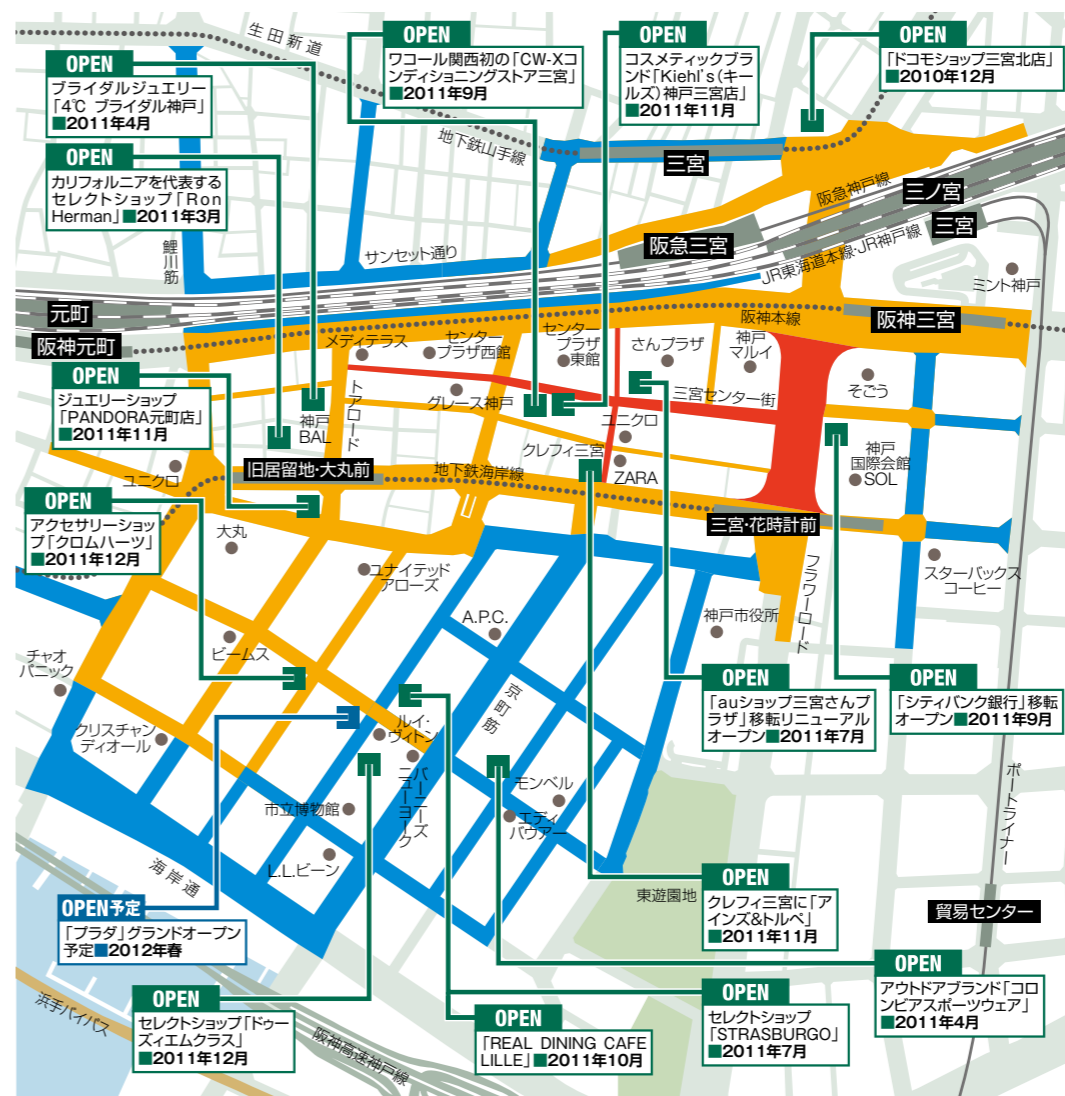 生田新道
OPEN
ブライダルジュエリー
「4℃ ブライダル神戸」
■2011年4月
OPEN
ワコール関西初の「CW-Xコ
ンディショニングストア三宮」
■2011年9月
OPEN
コスメティックブラ
ンド「Kiehl's(キー
ルズ)神戸三宮店」
■2011年11月
OPEN
「ドコモショップ三宮北店」
■2010年12月
OPEN
カリフォルニアを代表する
セレクトショップ「Ron
Herman」■2011年3月
地下鉄山手線
三宮
阪急神戸線
三ノ宮
三宮
阪急三宮
JR東海道本線・JR神戸線
鯉川筋
サンセット通り
ミント神戸
元町
阪神元町
阪神本線
阪神三宮
メディテラス
センター
プラザ西館
センター
プラザ
東館
さんプラザ
神戸
マルイ
そごう
OPEN
ジュエリーショップ
「PANDORA元町店」
■2011年11月
トアロード
グレース神戸
三宮センター街
神戸
BAL
ユニクロ
クレフィ三宮
ZARA
神戸
国際会館
SOL
ユニクロ
旧居留地・大丸前
地下鉄海岸線
三宮・花時計前
OPEN
アクセサリーショッ
プ「クロムハーツ」
■2011年12月
大丸
ユナイテッド
アローズ
A.P.C.
神戸市役所
フラワーロード
スターバックス
コーヒー
チャオ
パニック
ビームス
クリスチャン
ディオール
ルイ・
ヴィトン
京町筋
バーニーズ
ニューヨーク
OPEN
「auショップ三宮さんプ
ラザ」移転リニューアル
オープン■2011年7月
OPEN
「シティバンク銀行」移転
オープン■2011年9月
市立博物館
モンベル
エディ・
バウアー
ポートライナー
L.L.ビーン
海岸通
東遊園地
OPEN
クレフィ三宮に「ア
インズ&トルペ」
■2011年11月
貿易センター
OPEN予定
「プラダ」グランドオープン
予定■2012年春
浜手バイパス
OPEN
セレクトショップ「ドゥー
ズィエムクラス」
■2011年12月
阪神高速神戸線
OPEN
「REAL DINING CAFE
LILLE」■2011年10月
OPEN
セレクトショップ
「STRASBURGO」
■2011年7月
OPEN
アウトドアブランド「コロ
ンビアスポーツウェア」
■2011年4月